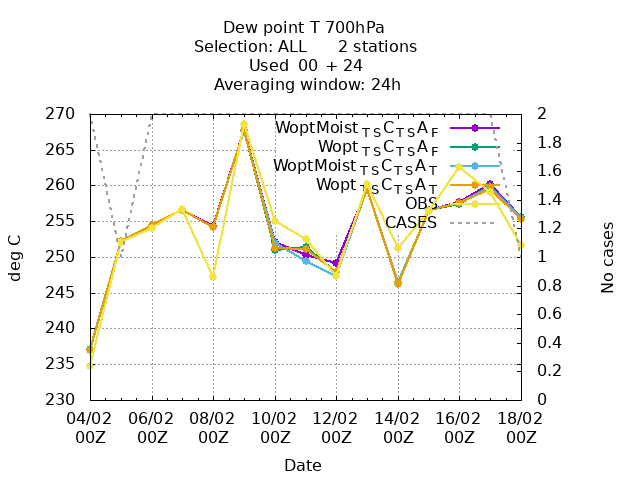 Dew point T 700hPa
Selection: ALL 2 stations
Used 00 + 24
Averaging window: 24h
270
265
260
255
250
245
240
235
230
deg C
2
1.8
1.6
1.4
1.2
1
0.8
0.6
0.4
0.2
0
No cases
WoptMoist TS C TS A F
Wopt TS C TS A F
WoptMoist TS C TS A T
Wopt TS C TS A T
OBS
CASES
04/02 06/02 08/02 10/02 12/02 14/02 16/02 18/02
00Z 00Z 00Z 00Z 00Z 00Z 00Z 00Z
Date